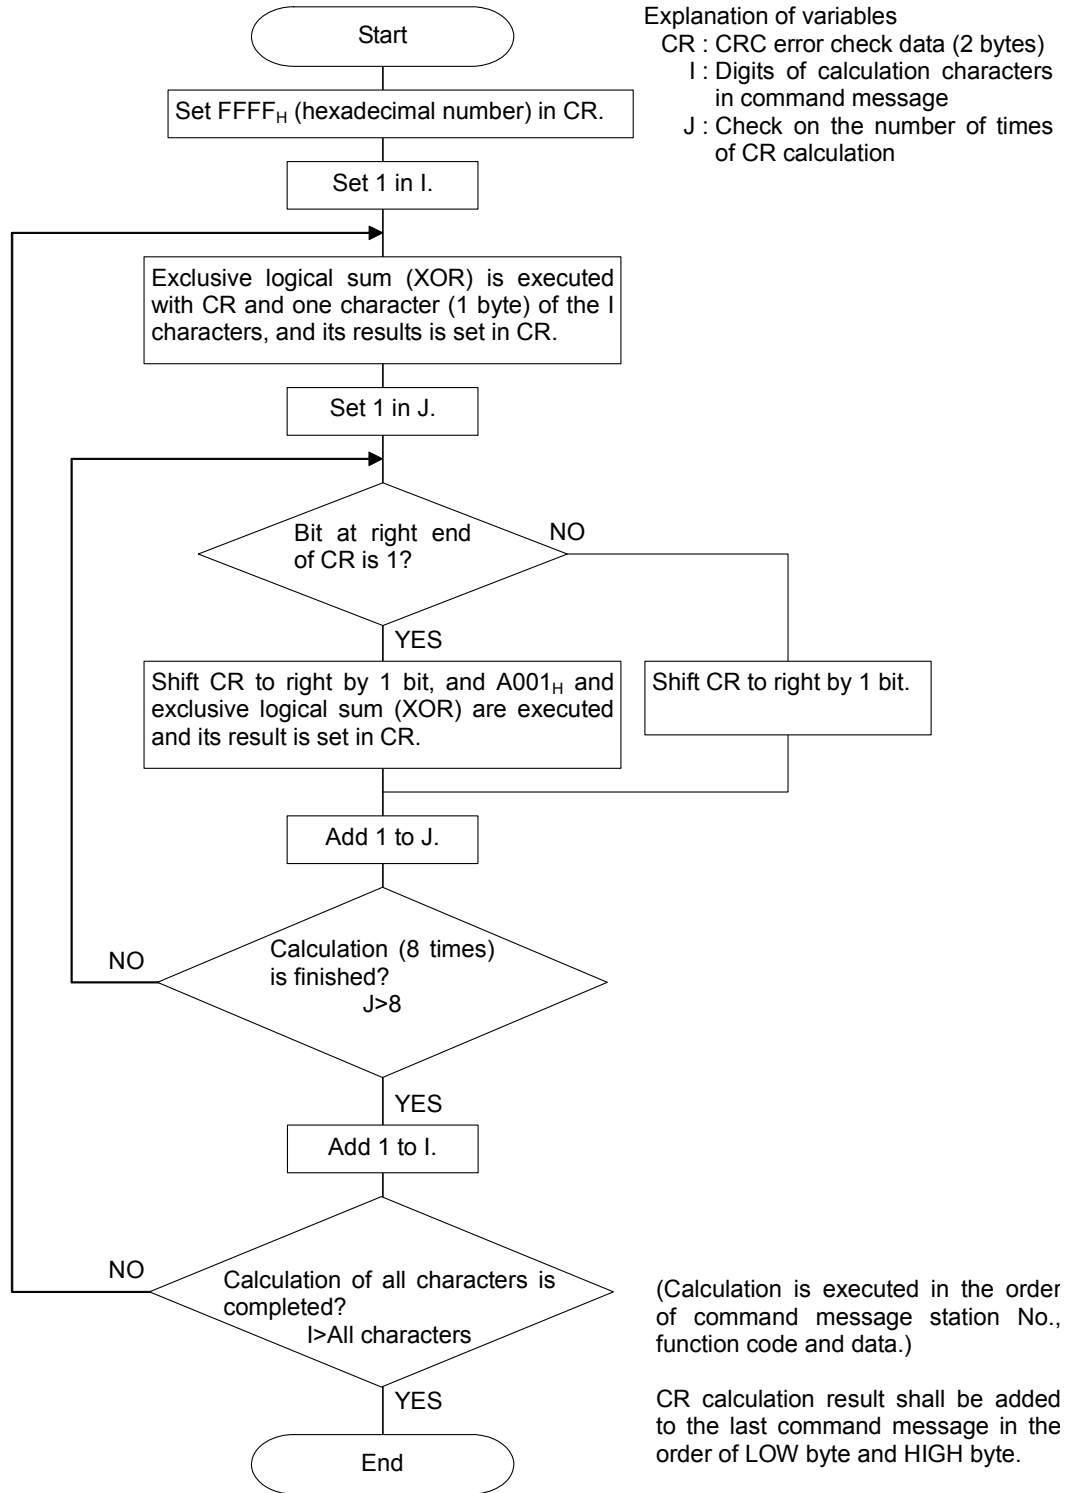 Start
Explanation of variables
CR : CRC error check data (2 bytes)
I : Digits of calculation characters
in command message
J : Check on the number of times
of CR calculation
Set FFFFH (hexadecimal number) in CR.
Set 1 in I.
Exclusive logical sum (XOR) is executed
with CR and one character (1 byte) of the I
characters, and its results is set in CR.
Set 1 in J.
Bit at right end
of CR is 1?
NO
YES
Shift CR to right by 1 bit, and A001H and
exclusive logical sum (XOR) are executed
and its result is set in CR.
Shift CR to right by 1 bit.
Add 1 to J.
Calculation (8 times)
is finished?
J>8
NO
YES
Add 1 to I.
NO
Calculation of all characters is
completed?
I>All characters
YES
End
(Calculation is executed in the order
of command message station No.,
function code and data.)
CR calculation result shall be added
to the last command message in the
order of LOW byte and HIGH byte.